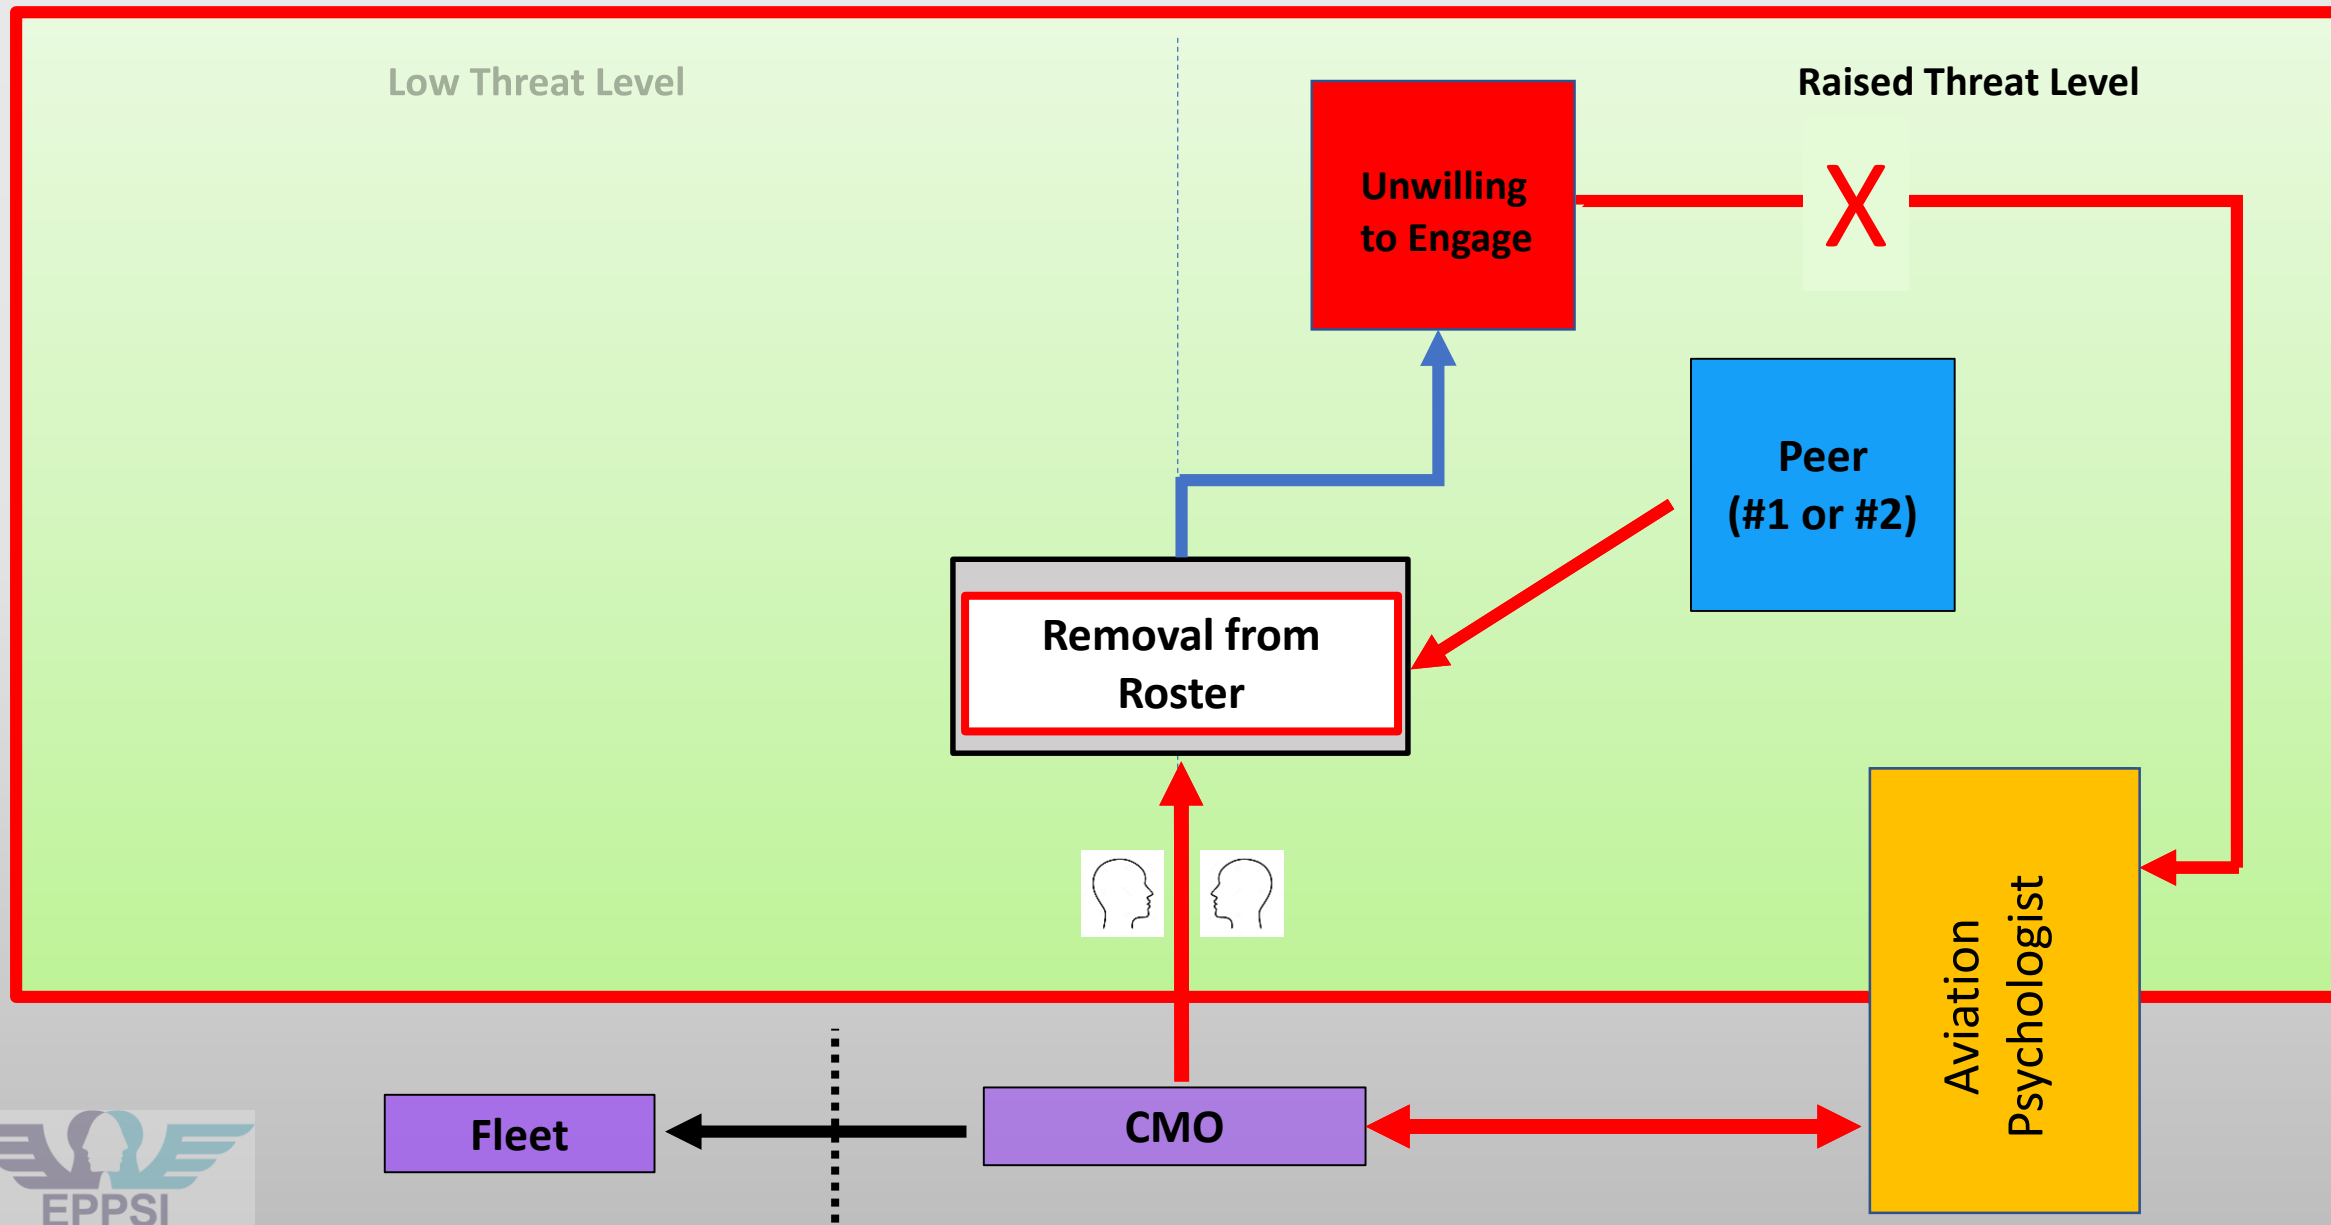 Low Threat Level
Raised Threat Level
Unwilling
to Engage
X
Peer
(#1 or #2)
Removal from
Roster
Aviation
Psychologist
Fleet
CMO
EPPSI